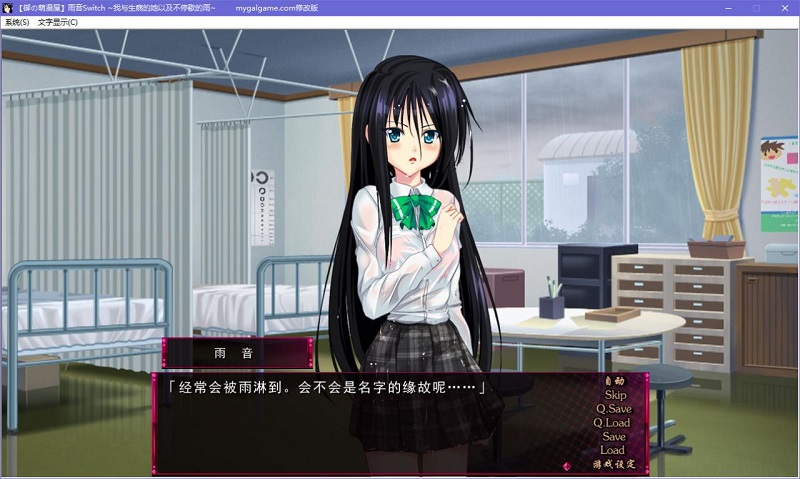 【御の萌漫屋】雨音Switch ~我与生病的她以及不停歇的雨~ mygalgame.com修改版
系统(S) 文字显示(C)
雨 音
「经常会被雨淋到。会不会是名字的缘故呢……」
自动
Skip
Q.Save
Q.Load
Save
Load
游戏设定